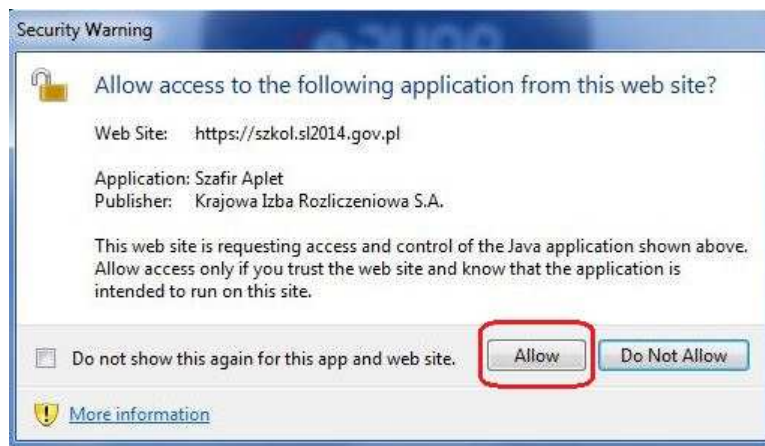 Security Warning
Allow access to the following application from this web site?
Web Site: https://szkol.sl2014.gov.pl
Application: Szafir Aplet
Publisher: Krajowa Izba Rozliczeniowa S.A.
This web site is requesting access and control of the Java application shown above.
Allow access only if you trust the web site and know that the application is
intended to run on this site.
Do not show this again for this app and web site. Allow Do Not Allow
More information